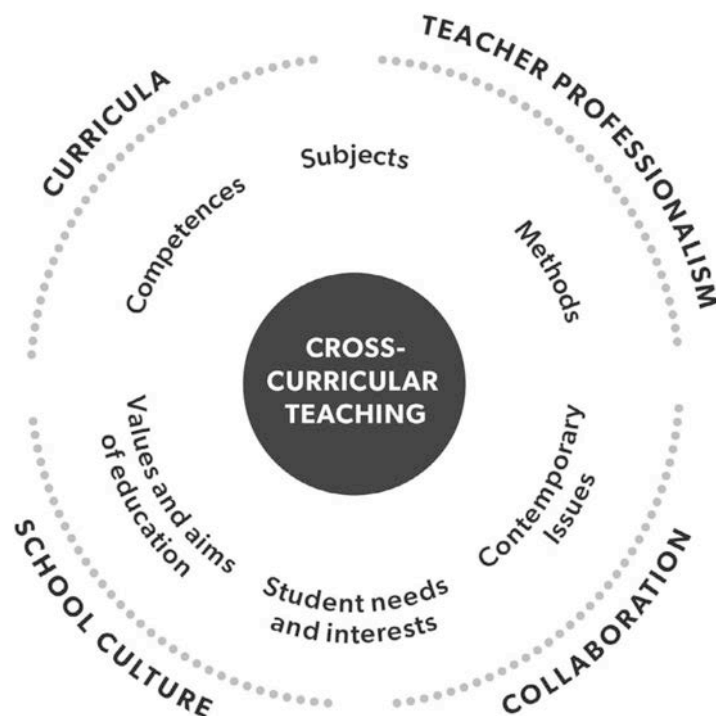 CURRICULA
TEACHER PROFESSIONALISM
Subjects
Competences
Methods
CROSS-
CURRICULAR
TEACHING
Values and aims
of education
Contemporary
Issues
Student needs
and interests
SCHOOL CULTURE
COLLABORATION